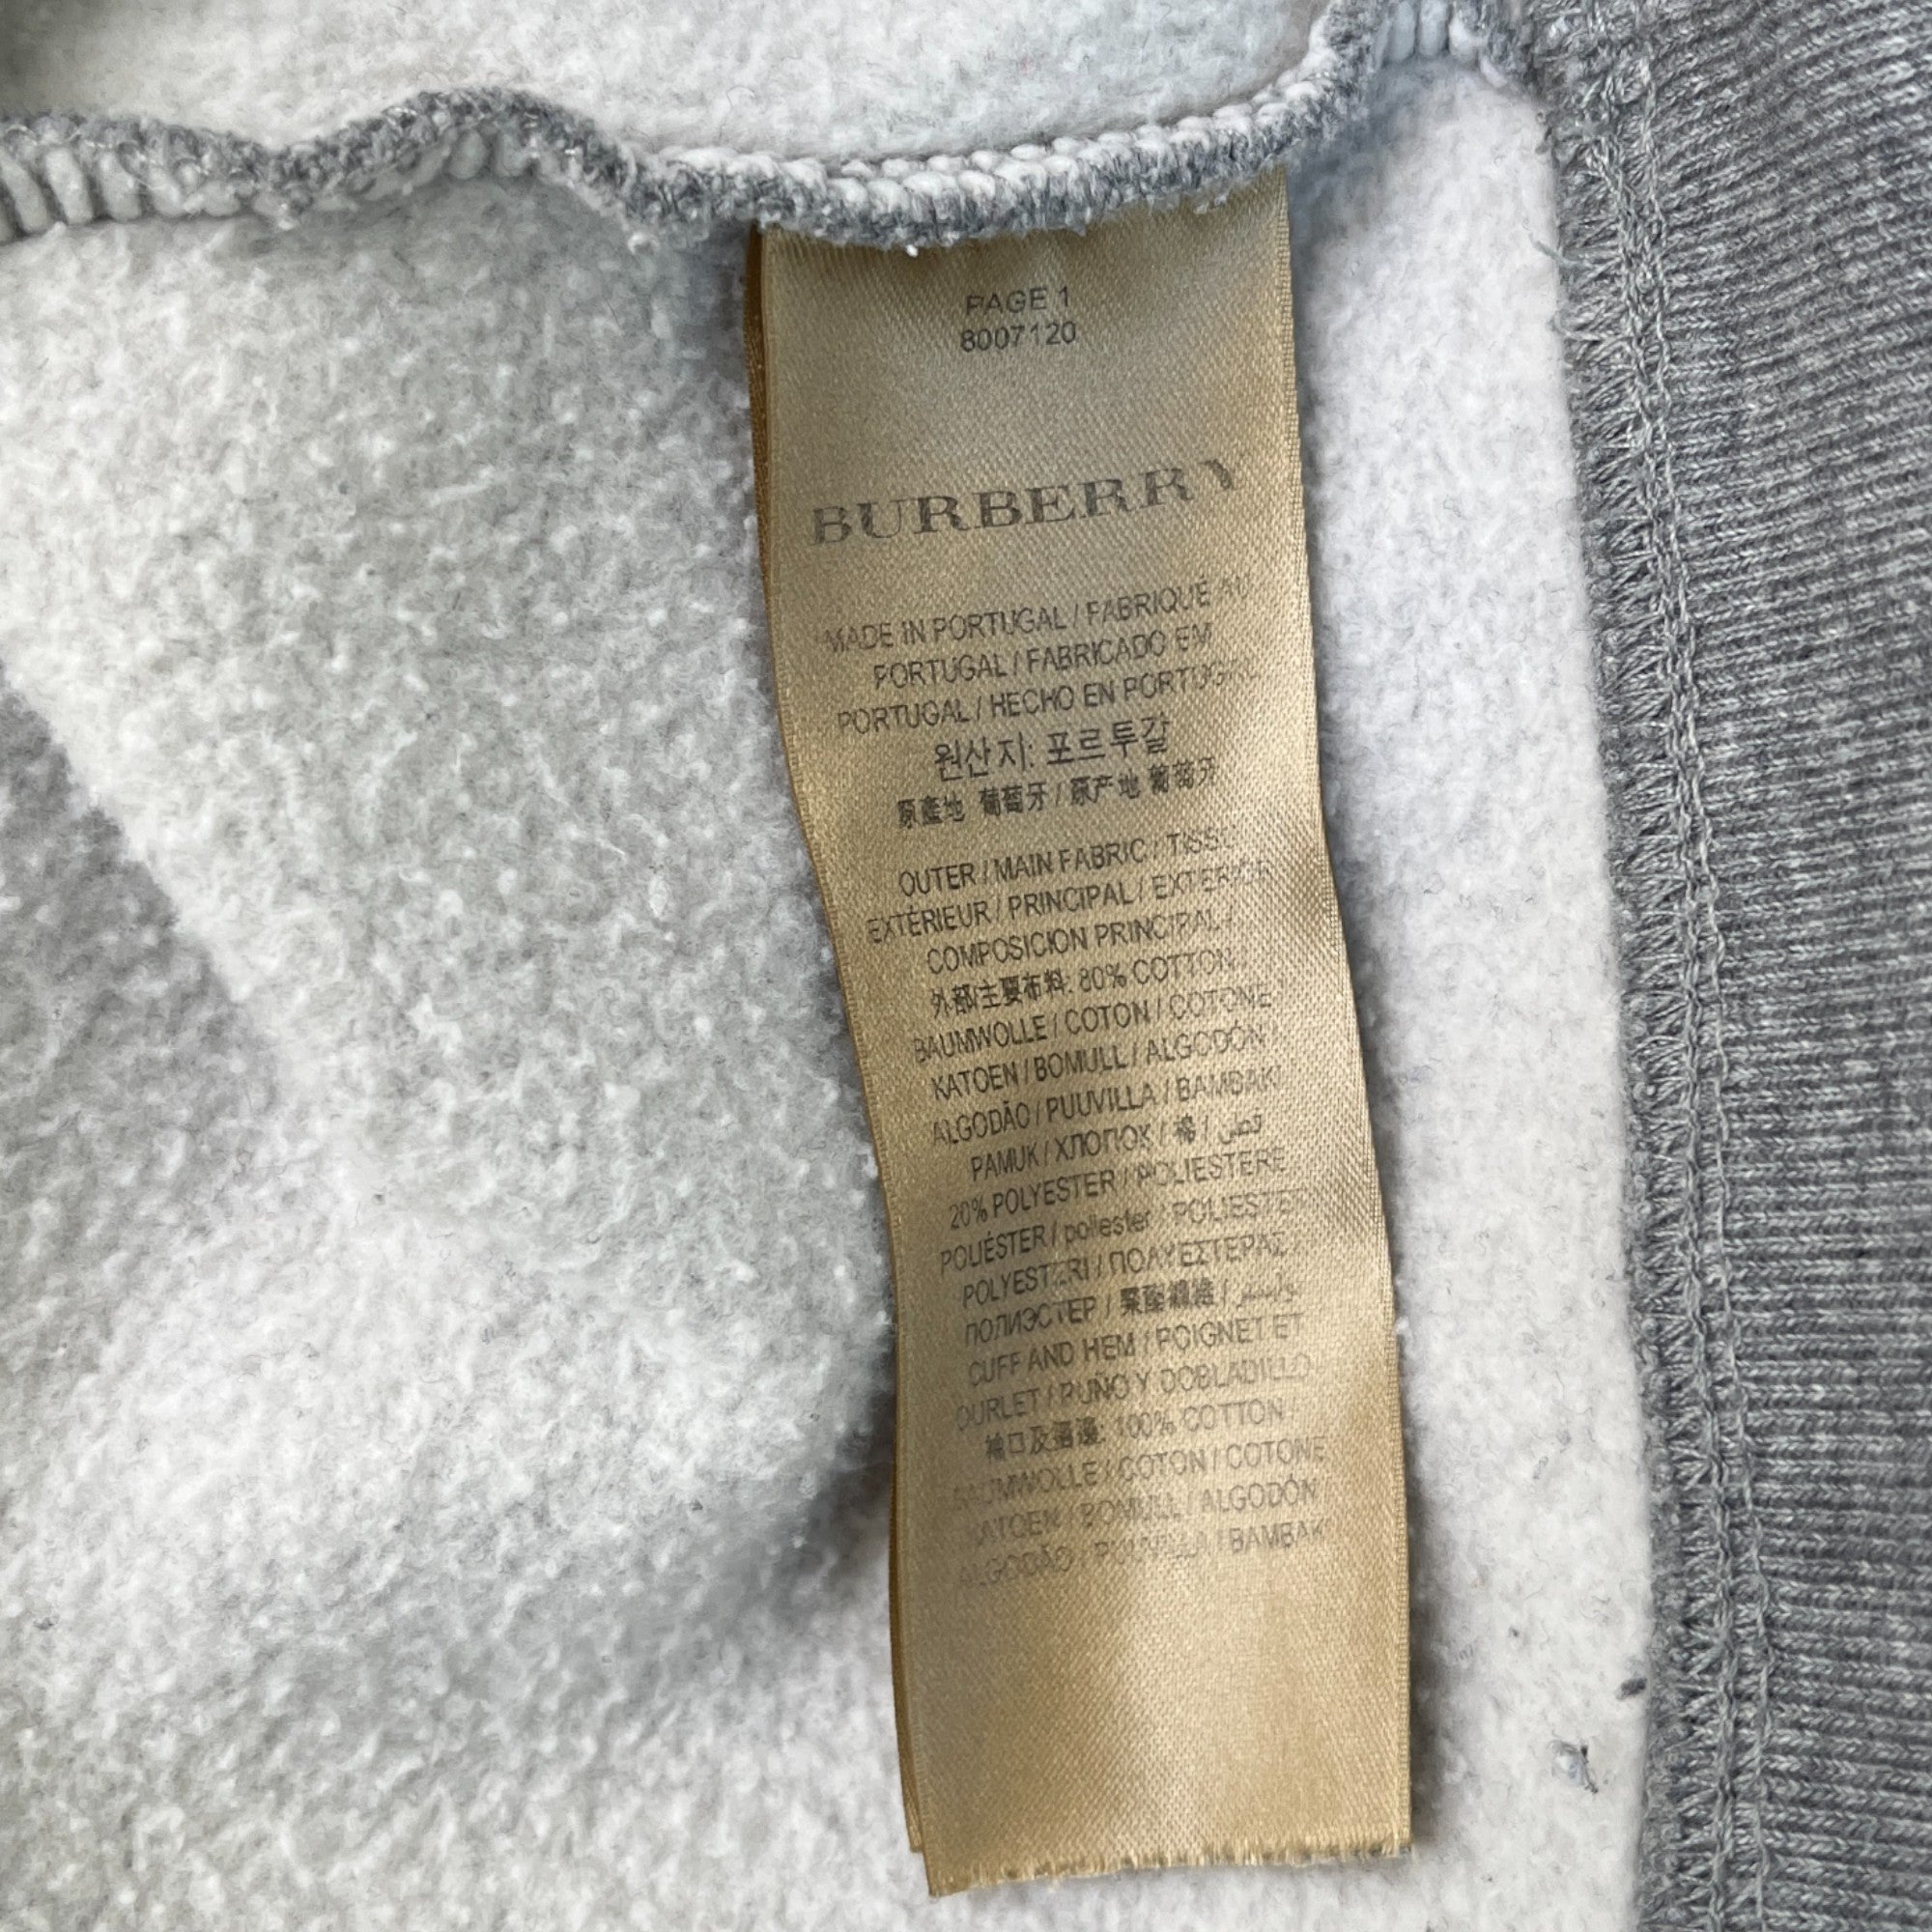 PAGE 1
8007120
BURBERRY
MADE IN PORTUGAL / FABRIQUE AU
PORTUGAL / FABRICADO EM
PORTUGAL / HECHO EN PORTUGAL
원산지: 포르투갈
原產地 葡萄牙 / 原产地 葡萄牙
OUTER / MAIN FABRIC / TISSU
EXTÉRIEUR / PRINCIPAL / EXTERIOR
COMPOSICION PRINCIPAL /
外部/主要布料: 80% COTTON
BAUMWOLLE / COTON / COTONE
KATOEN / BOMULL / ALGODÓN /
ALGODÃO / PUUVILLA / BAMBAKI
PAMUK / ХЛОПОК / 棉 / قطن
20% POLYESTER / POLIESTERE
POLIÉSTER / poliester / POLIESTER
POLYESTERI / ΠΟΛΥΕΣΤΕΡΑΣ /
ПОЛИЭСТЕР / 聚酯纖維 / بوليستر
CUFF AND HEM / POIGNET ET
OURLET / PUÑO Y DOBLADILLO
袖口及摺邊: 100% COTTON /
BAUMWOLLE / COTON / COTONE
KATOEN / BOMULL / ALGODÓN
ALGODÃO / PUUVILLA / BAMBAK